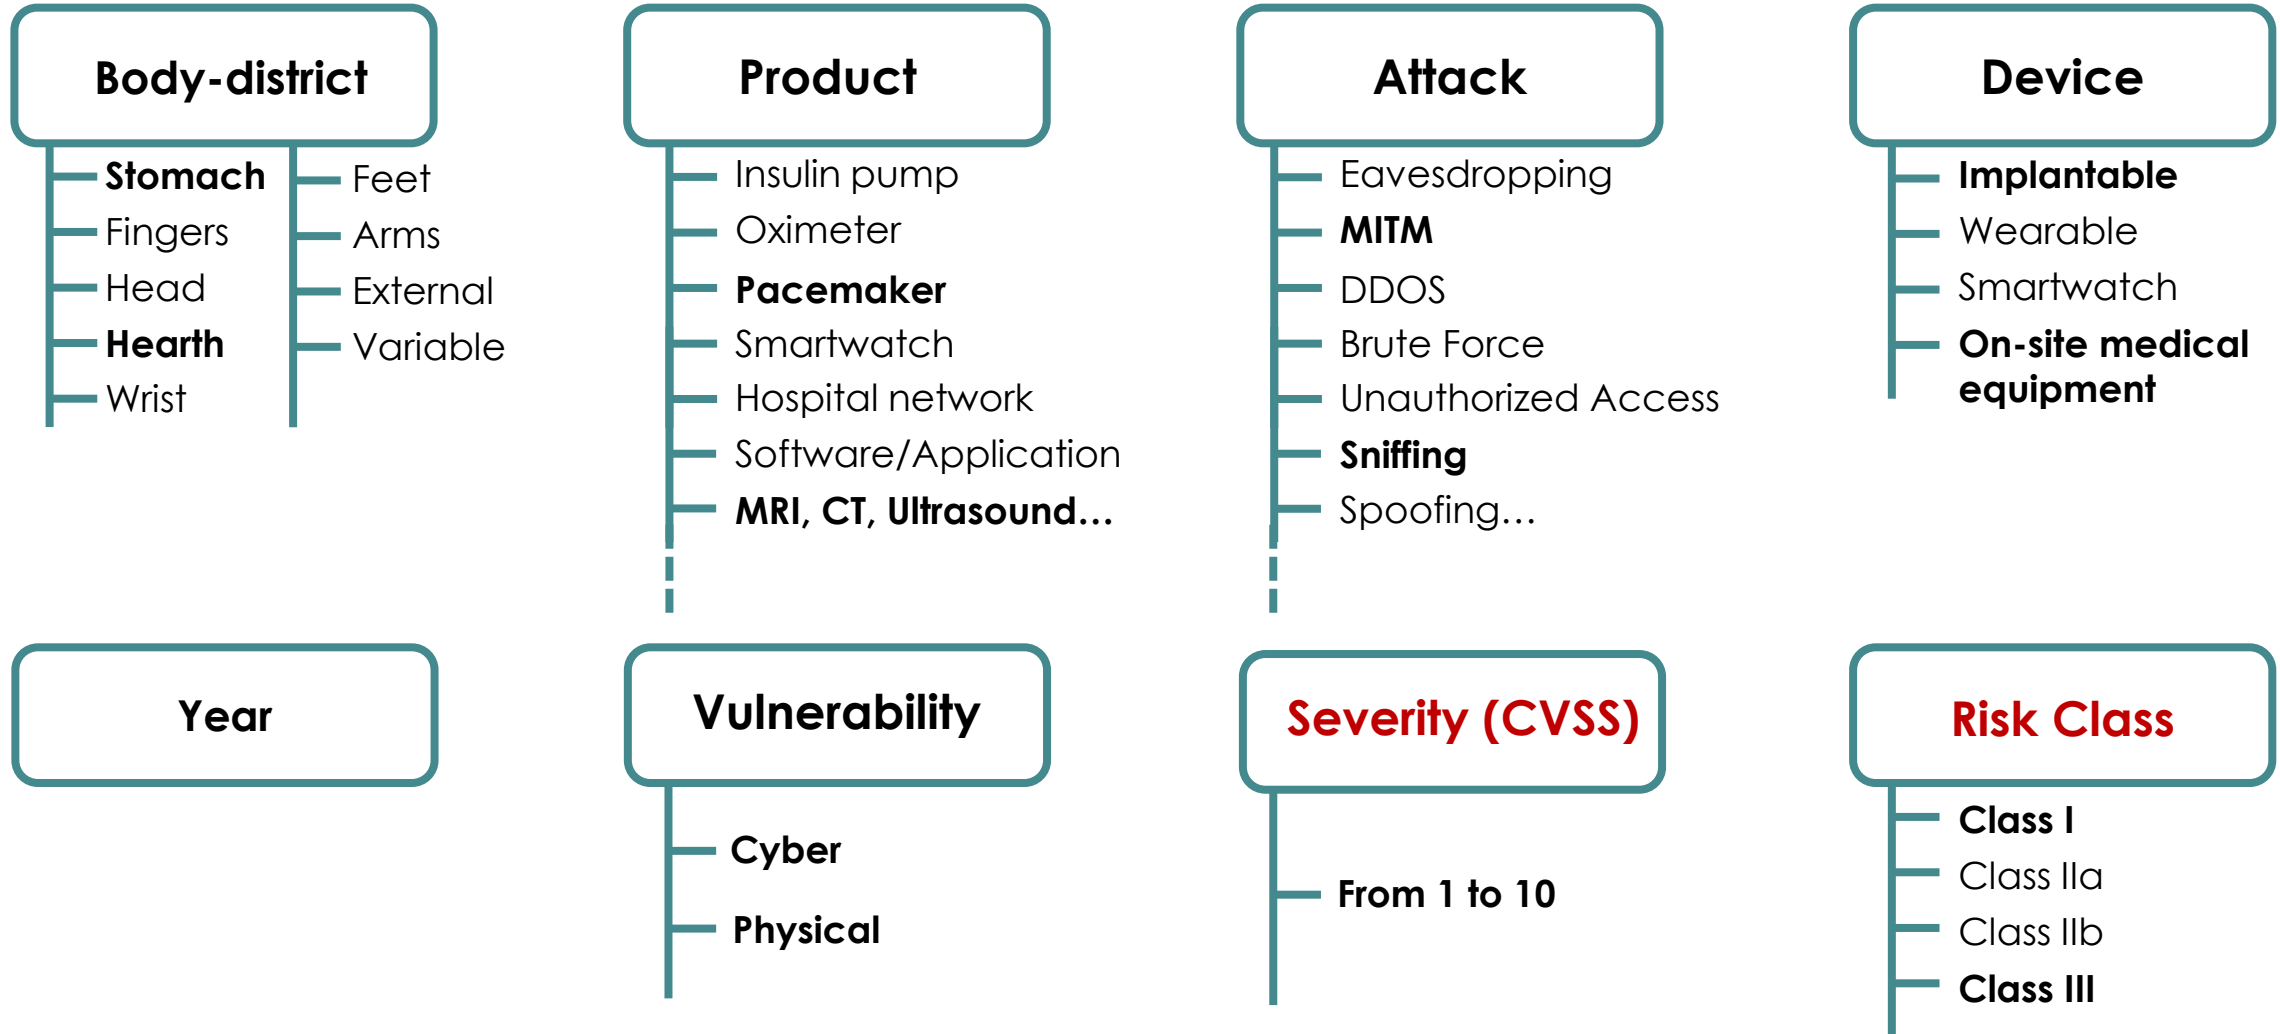 Body-district
Stomach
Fingers
Head
Hearth
Wrist
Feet
Arms
External
Variable
Product
Insulin pump
Oximeter
Pacemaker
Smartwatch
Hospital network
Software/Application
MRI, CT, Ultrasound...
Attack
Eavesdropping
MITM
DDOS
Brute Force
Unauthorized Access
Sniffing
Spoofing...
Device
Implantable
Wearable
Smartwatch
On-site medical
equipment
Year
Vulnerability
Cyber
Physical
Severity (CVSS)
From 1 to 10
Risk Class
Class I
Class IIa
Class IIb
Class III